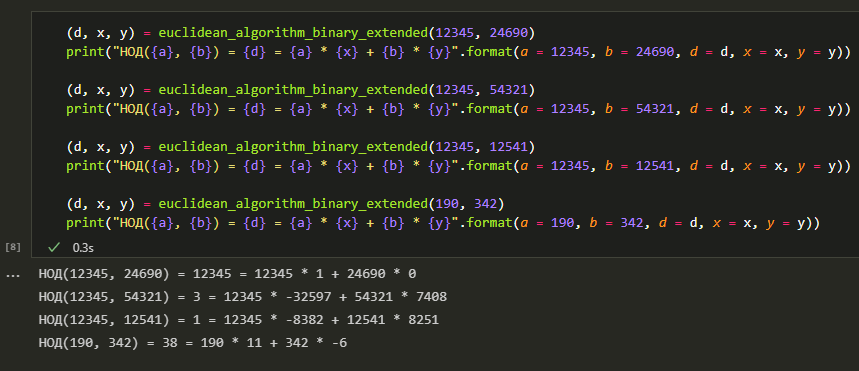 (d, x, y) = euclidean_algorithm_binary_extended(12345, 24690)
print("НОД({a}, {b}) = {d} = {a} * {x} + {b} * {y}".format(a = 12345, b = 24690, d = d, x = x, y = y))
(d, x, y) = euclidean_algorithm_binary_extended(12345, 54321)
print("НОД({a}, {b}) = {d} = {a} * {x} + {b} * {y}".format(a = 12345, b = 54321, d = d, x = x, y = y))
(d, x, y) = euclidean_algorithm_binary_extended(12345, 12541)
print("НОД({a}, {b}) = {d} = {a} * {x} + {b} * {y}".format(a = 12345, b = 12541, d = d, x = x, y = y))
(d, x, y) = euclidean_algorithm_binary_extended(190, 342)
print("НОД({a}, {b}) = {d} = {a} * {x} + {b} * {y}".format(a = 190, b = 342, d = d, x = x, y = y))
[8] ✓ 0.3s
... НОД(12345, 24690) = 12345 = 12345 * 1 + 24690 * 0
НОД(12345, 54321) = 3 = 12345 * -32597 + 54321 * 7408
НОД(12345, 12541) = 1 = 12345 * -8382 + 12541 * 8251
НОД(190, 342) = 38 = 190 * 11 + 342 * -6